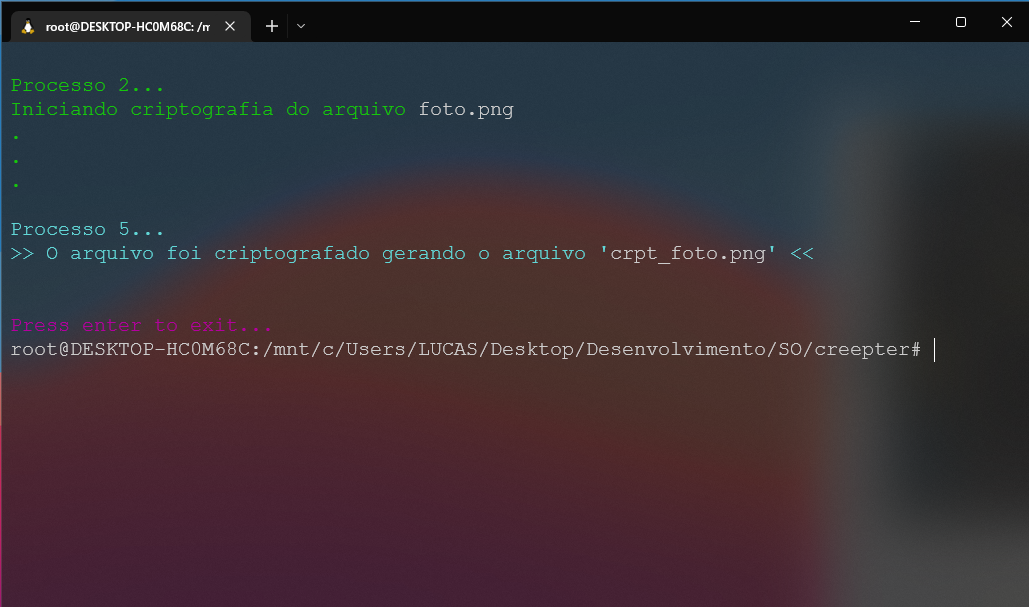 root@DESKTOP-HC0M68C: /m
Processo 2...
Iniciando criptografia do arquivo foto.png
.
.
.
Processo 5...
>> O arquivo foi criptografado gerando o arquivo 'crpt_foto.png' <<
Press enter to exit...
root@DESKTOP-HC0M68C:/mnt/c/Users/LUCAS/Desktop/Desenvolvimento/SO/creepter#